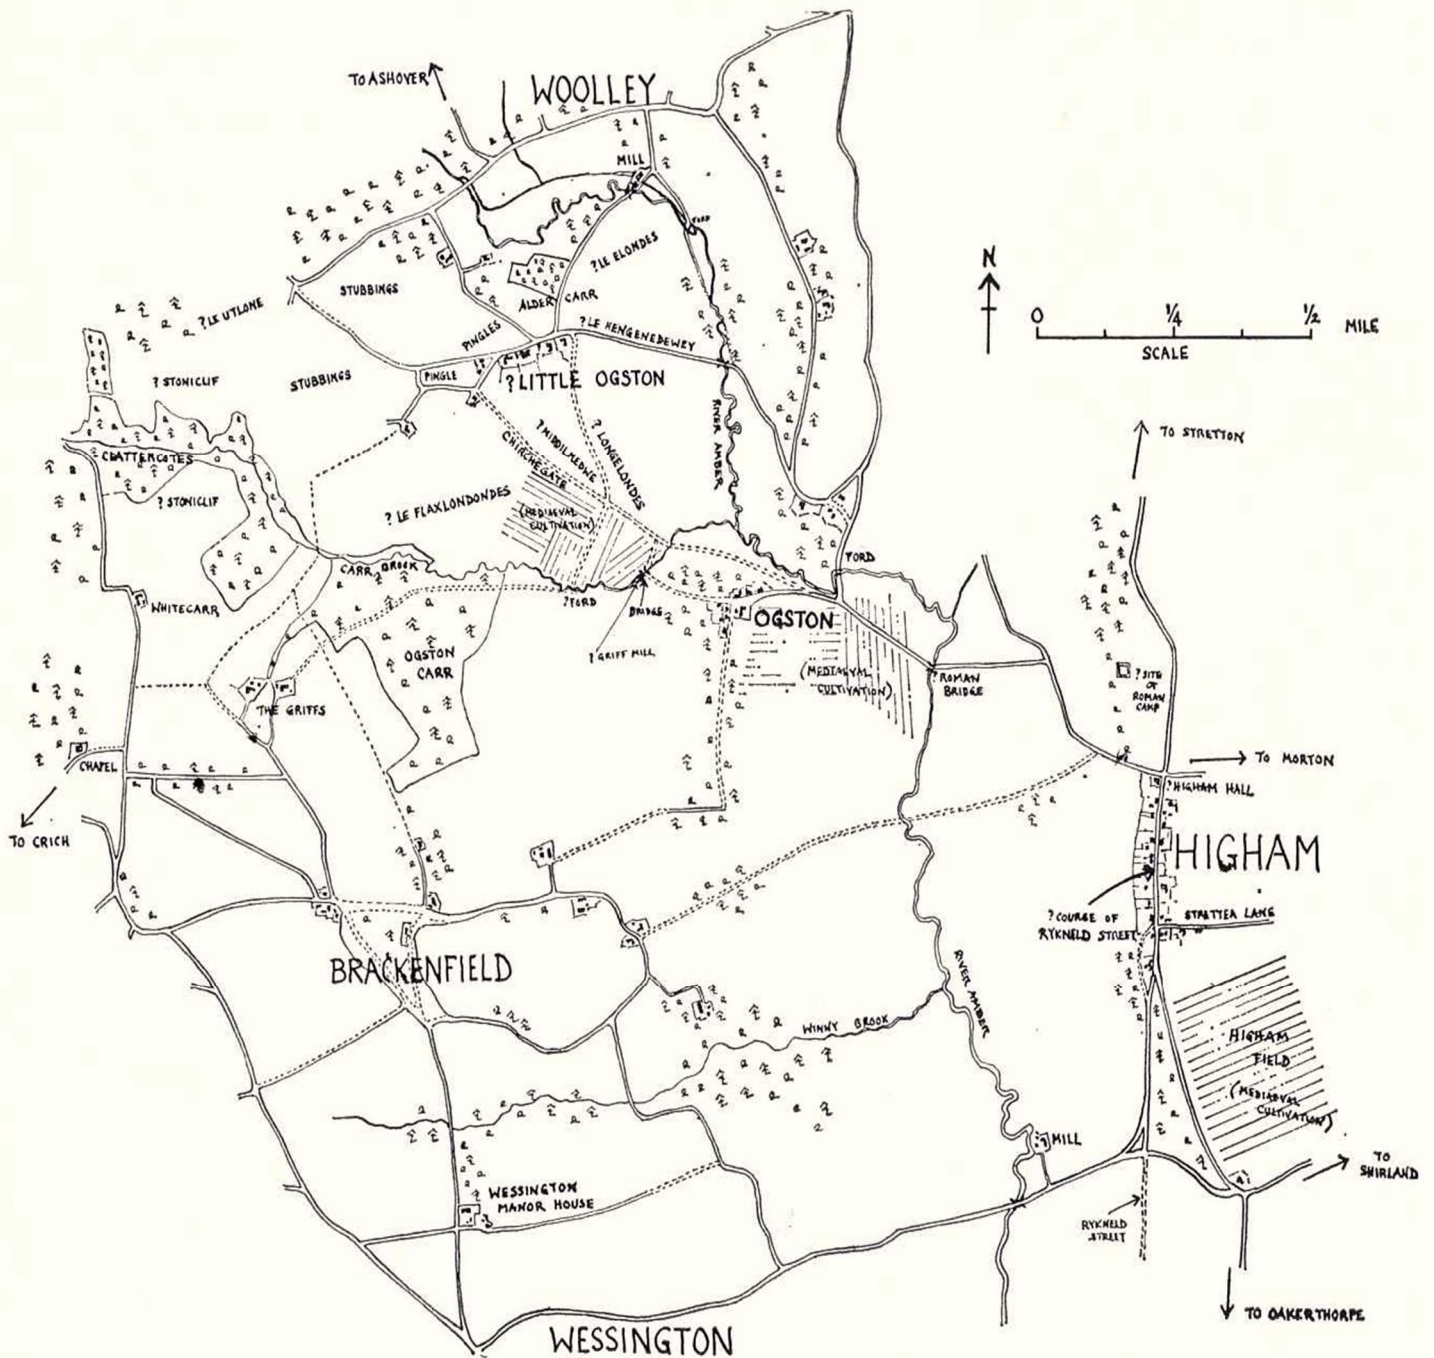 TO ASHOVER
WOOLLEY
MILL
FORD
? LE ELONDES
STUBBINGS
? LE UTLONE
ALDER CARR
PINGLES
? LE HENGENEDEWRY
N
0 1/4 1/2 MILE
SCALE
? STONICLIF
STUBBINGS
PINGLE
? LITTLE OGSTON
RIVER AMBER
? MIDDILMEDWE
? LONGELONDES
CHIRCHEGATE
TO STRETTON
CLATTERCOTES
? STONICLIF
? LE FLAXLONDONDES
(MEDIAEVAL
CULTIVATION)
FORD
CARR BROOK
? FORD
BRIDGE
OGSTON
WHITECARR
? GRIFF MILL
OGSTON
CARR
(MEDIAEVAL
CULTIVATION)
ROMAN
BRIDGE
? SITE
OF
ROMAN
CAMP
THE GRIFFS
CHAPEL
TO MORTON
HIGHAM HALL
TO CRICH
HIGHAM
? COURSE OF
RYKNELD STREET
STRETTEA LANE
BRACKENFIELD
RIVER AMBER
WINNY BROOK
HIGHAM
FIELD
(MEDIAEVAL
CULTIVATION)
MILL
TO
SHIRLAND
WESSINGTON
MANOR HOUSE
RYKNELD
STREET
TO OAKERTHORPE
WESSINGTON